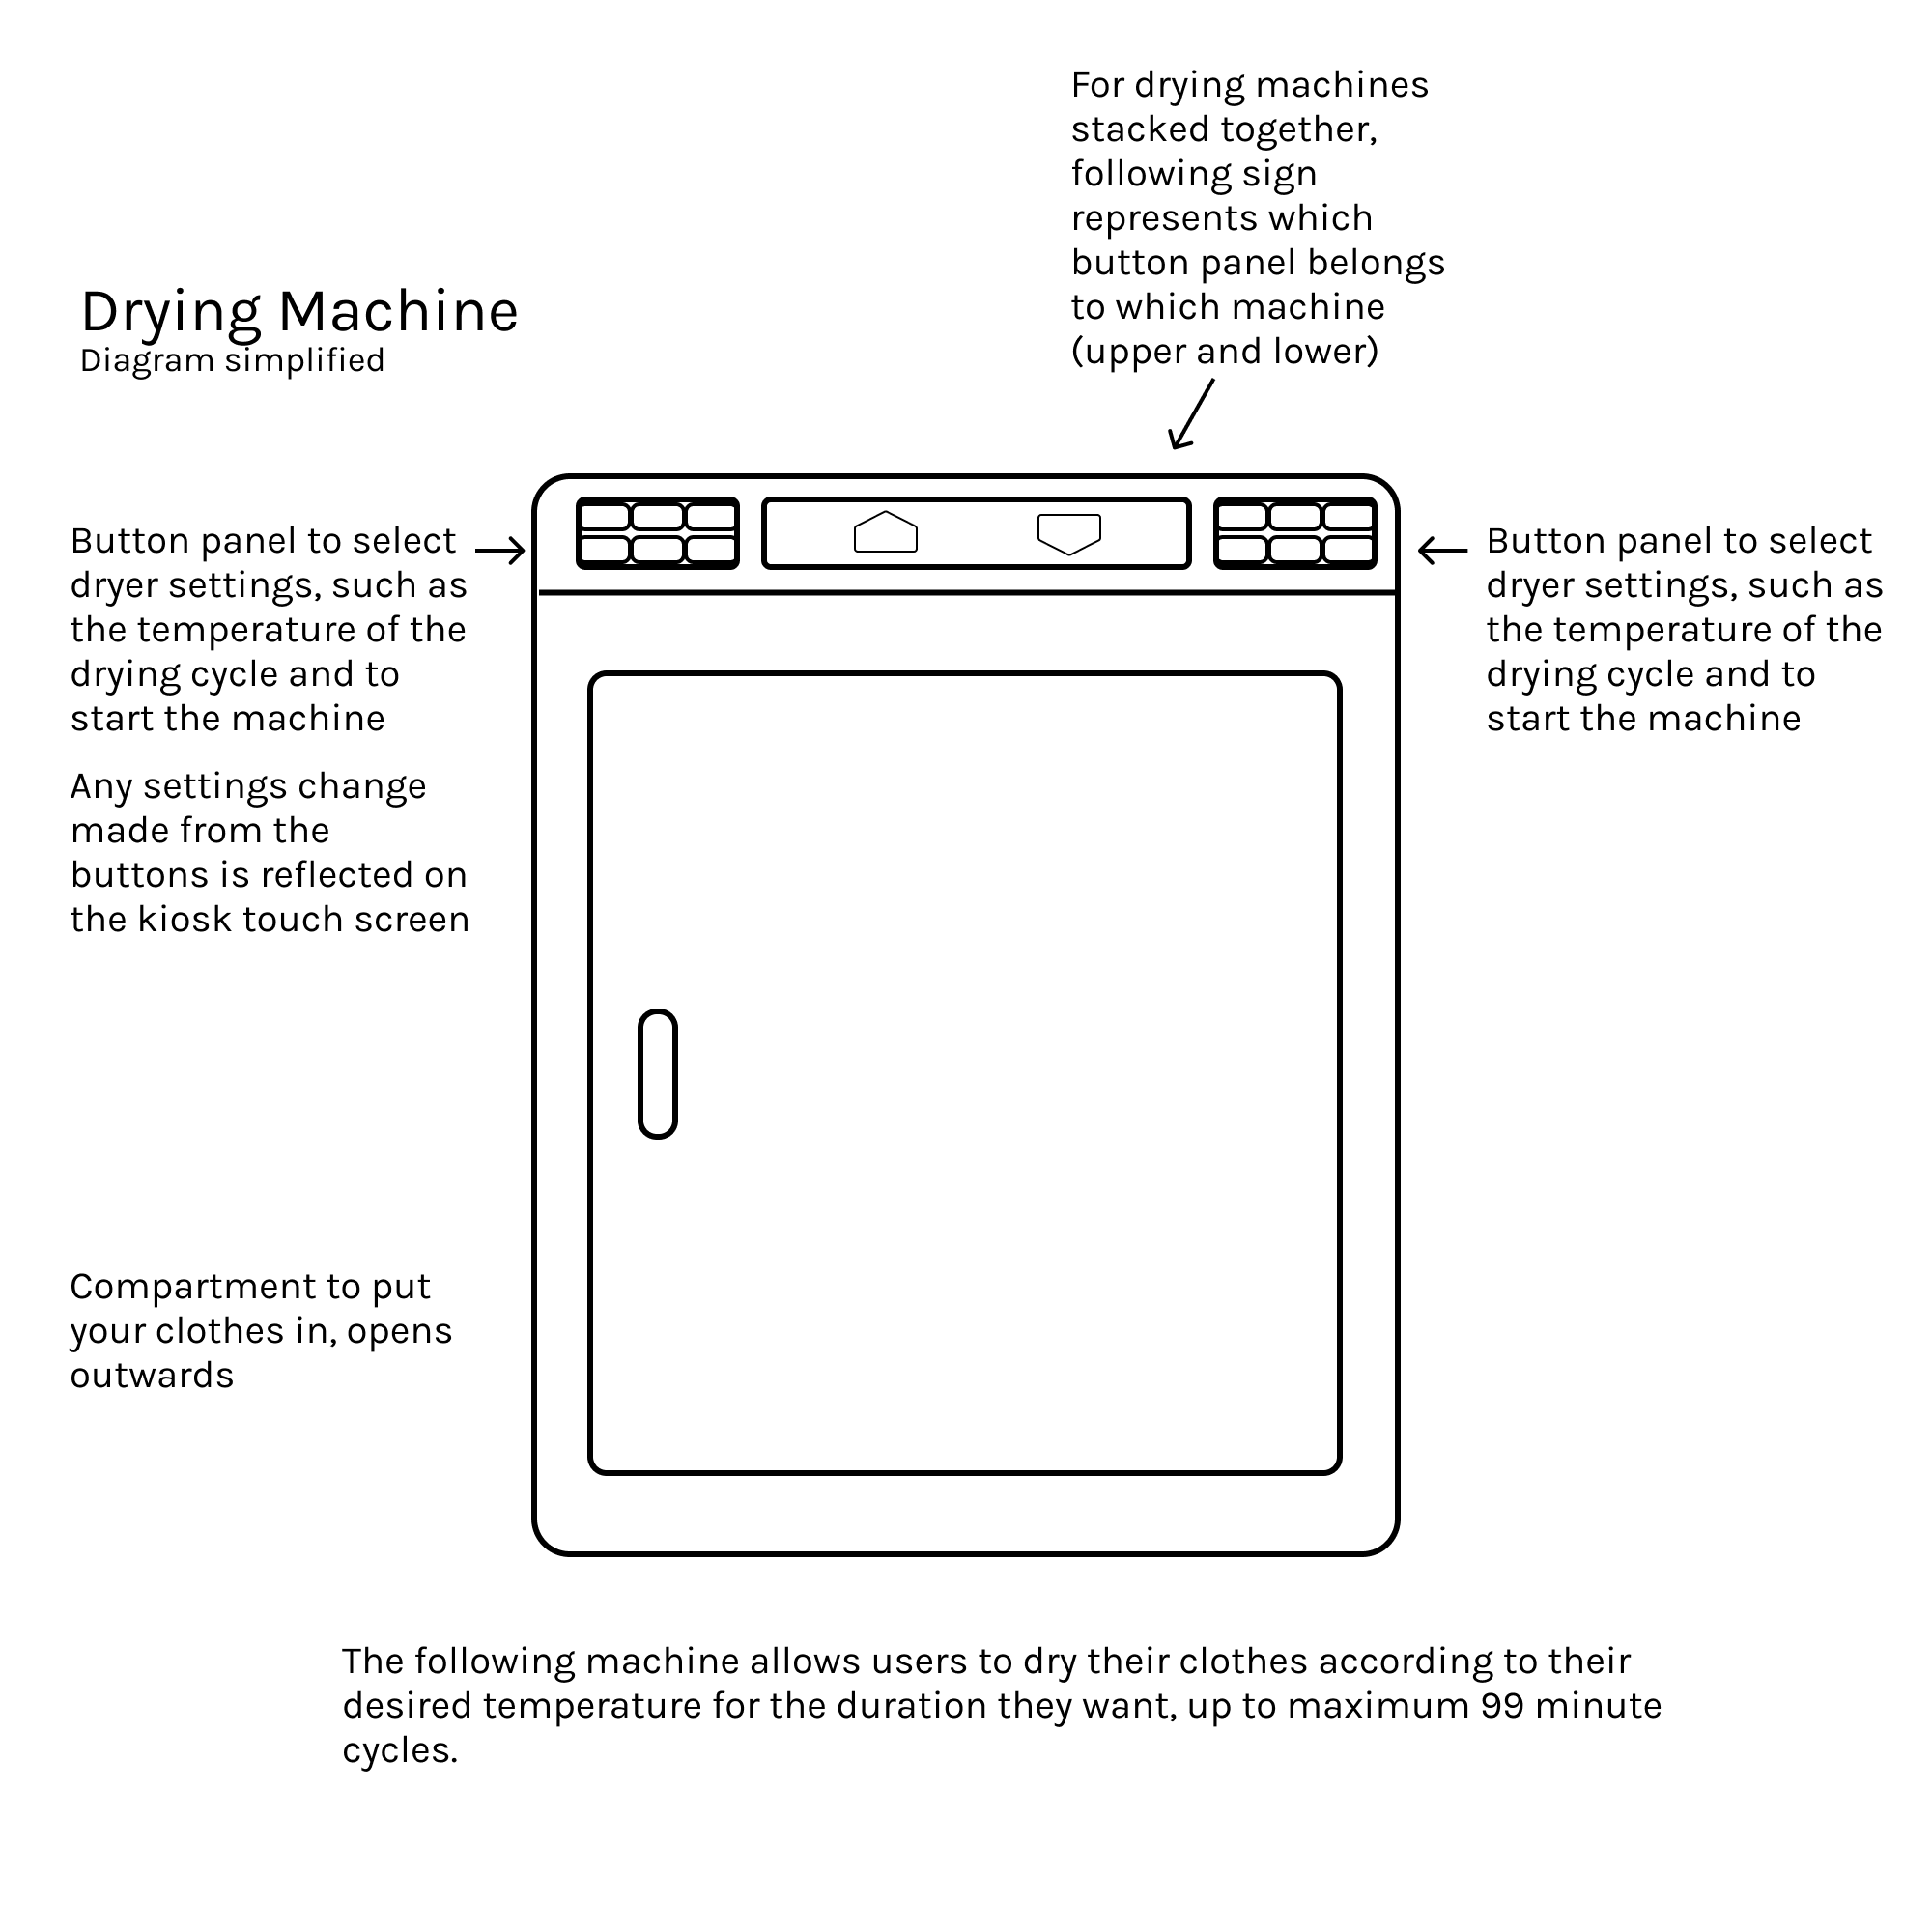 For drying machines
stacked together,
following sign
represents which
button panel belongs
to which machine
(upper and lower)
Drying Machine
Diagram simplified
Button panel to select
dryer settings, such as
the temperature of the
drying cycle and to
start the machine
Any settings change
made from the
buttons is reflected on
the kiosk touch screen
Button panel to select
dryer settings, such as
the temperature of the
drying cycle and to
start the machine
Compartment to put
your clothes in, opens
outwards
The following machine allows users to dry their clothes according to their
desired temperature for the duration they want, up to maximum 99 minute
cycles.